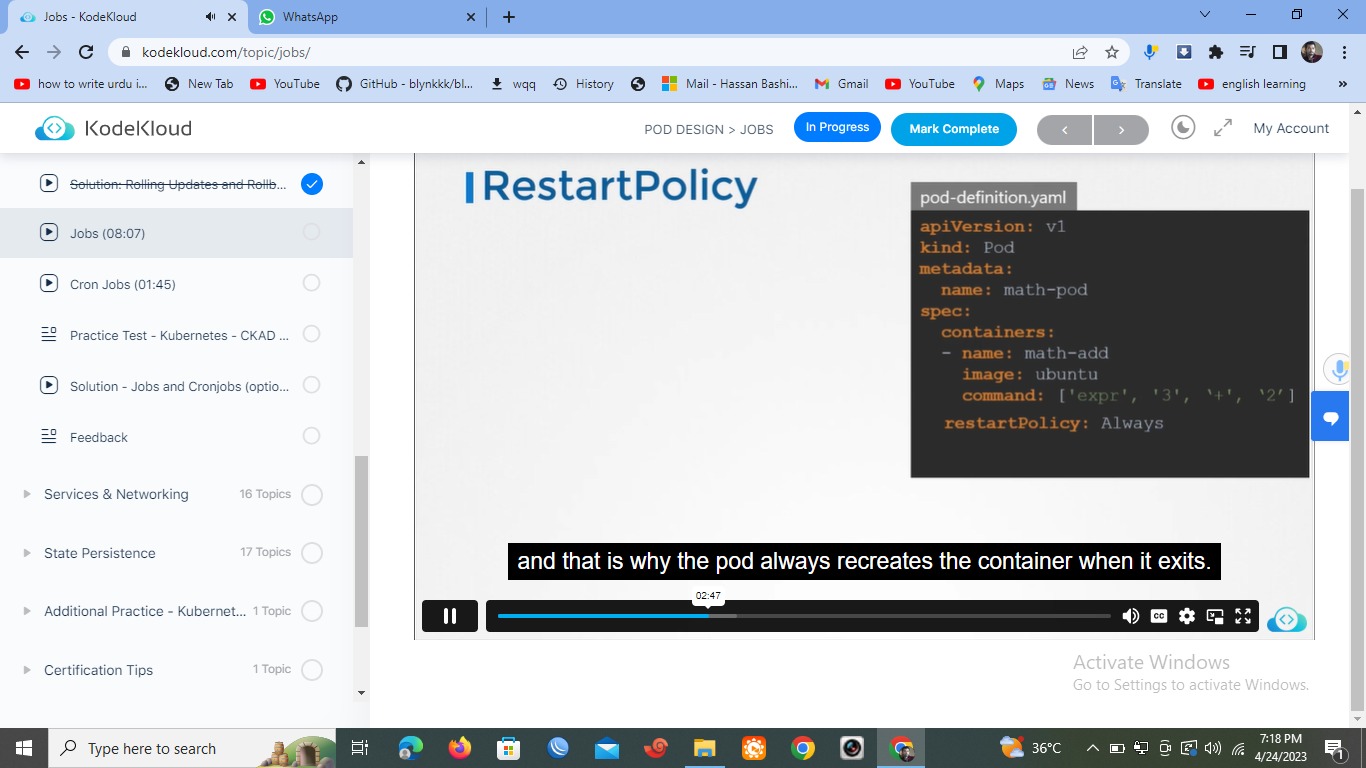 Jobs - KodeKloud
WhatsApp
kodekloud.com/topic/jobs/
how to write urdu i...
New Tab
YouTube
GitHub - blynkkk/bl...
wqq
History
Mail - Hassan Bashi...
Gmail
YouTube
Maps
News
Translate
english learning
»
KodeKloud
POD DESIGN > JOBS
In Progress
Mark Complete
My Account
Solution: Rolling Updates and Rollb...
Jobs (08:07)
Cron Jobs (01:45)
Practice Test - Kubernetes - CKAD ...
Solution - Jobs and Cronjobs (optio...
Feedback
Services & Networking 16 Topics
State Persistence 17 Topics
Additional Practice - Kubernet... 1 Topic
Certification Tips 1 Topic
RestartPolicy
pod-definition.yaml
apiVersion: v1
kind: Pod
metadata:
name: math-pod
spec:
containers:
- name: math-add
image: ubuntu
command: ['expr', '3', '+', '2']
restartPolicy: Always
and that is why the pod always recreates the container when it exits.
02:47
CC
Activate Windows
Go to Settings to activate Windows.
Type here to search
36°C
7:18 PM
4/24/2023
1